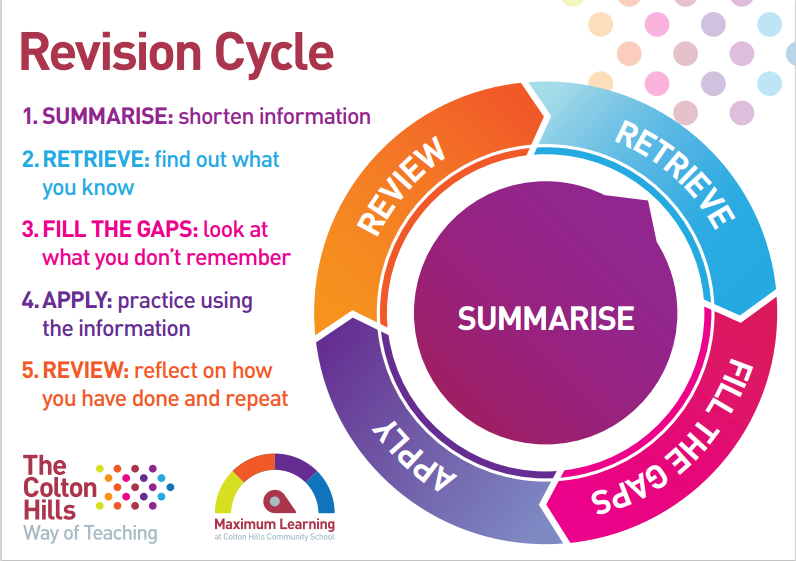 Revision Cycle
1. SUMMARISE: shorten information
2. RETRIEVE: find out what
you know
3. FILL THE GAPS: look at
what you don't remember
4. APPLY: practice using
the information
5. REVIEW: reflect on how
you have done and repeat
REVIEW
RETRIEVE
SUMMARISE
FILL THE GAPS
APPLY
The
Colton
Hills
Way of Teaching
Maximum Learning
at Colton Hills Community School